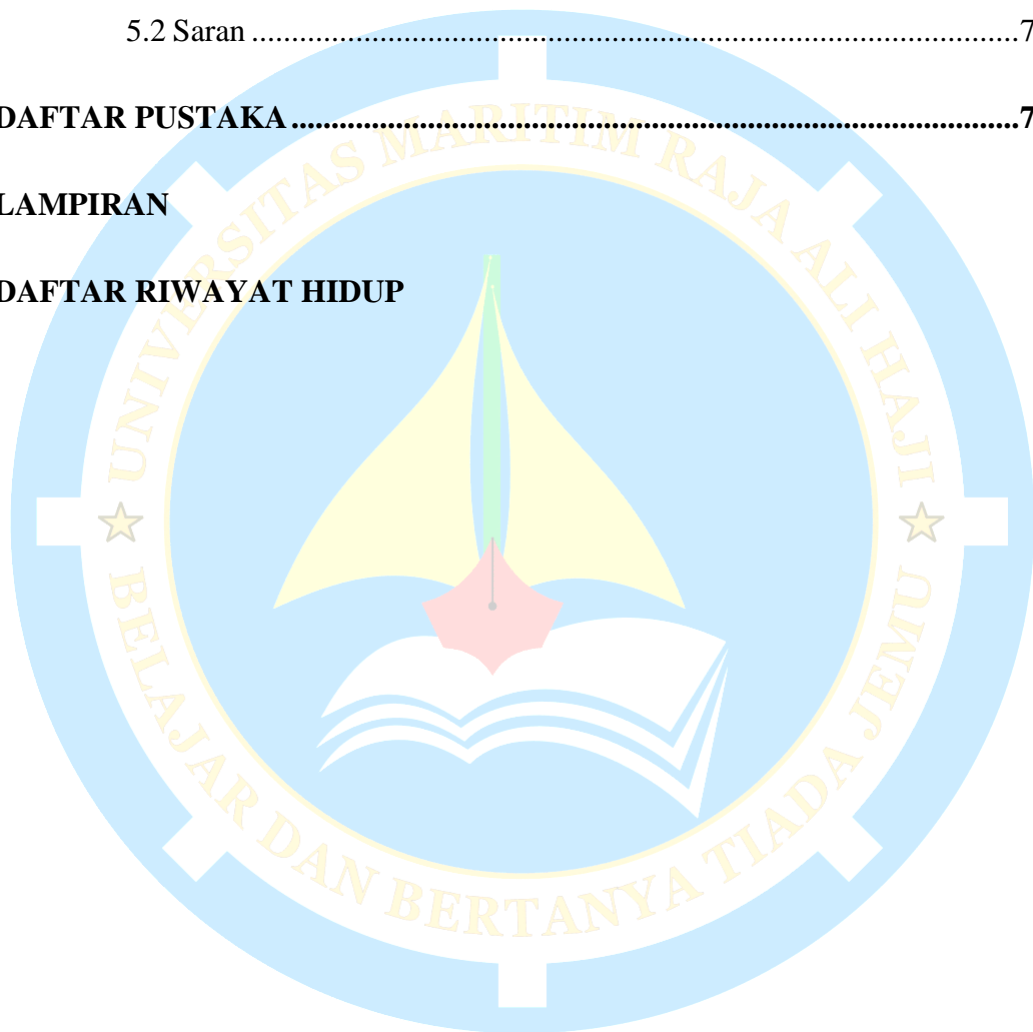 5.2 Saran ................................................................................................7
DAFTAR PUSTAKA ............................................................................................7
LAMPIRAN
DAFTAR RIWAYAT HIDUP
UNIVERSITAS MARITIM RAJA ALI HAJI
BELAJAR DAN BERTANYA TIADA JEMU